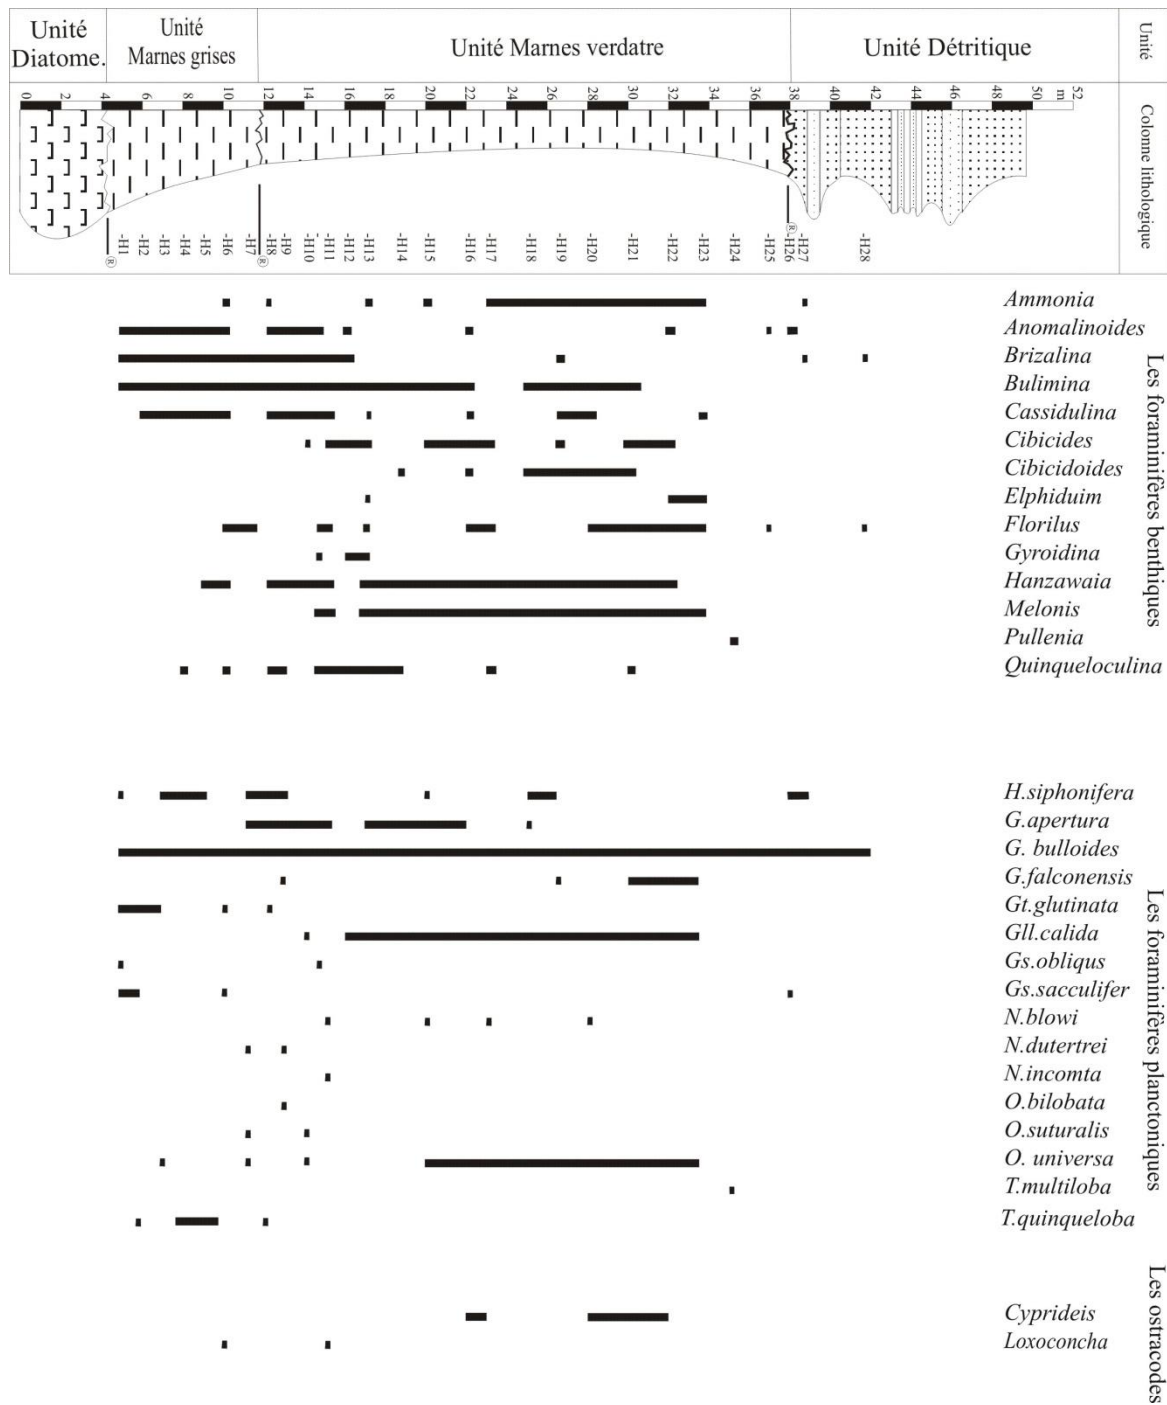 Unité
Diatome.
Unité
Marnes grises
Unité Marnes verdatre
Unité Détritique
Unité
0 2 4 6 8 10 12 14 16 18 20 22 24 26 28 30 32 34 36 38 40 42 44 46 48 50 m 52
Colonne lithologique
R R R
-H1 -H2 -H3 -H4 -H5 -H6 -H7 -H8 -H9 -H10 -H11 -H12 -H13 -H14 -H15 -H16 -H17 -H18 -H19 -H20 -H21 -H22 -H23 -H24 -H25 -H26 -H27 -H28
Ammonia
Anomalinoides
Brizalina
Bulimina
Cassidulina
Cibicides
Cibicidoides
Elphiduim
Florilus
Gyroidina
Hanzawaia
Melonis
Pullenia
Quinqueloculina
Les foraminifères benthiques
H.siphonifera
G.apertura
G. bulloides
G.falconensis
Gt.glutinata
Gll.calida
Gs.obliqus
Gs.sacculifer
N.blowi
N.dutertrei
N.incomta
O.bilobata
O.suturalis
O. universa
T.multiloba
T.quinqueloba
Les foraminifères planctoniques
Cyprideis
Loxoconcha
Les ostracodes